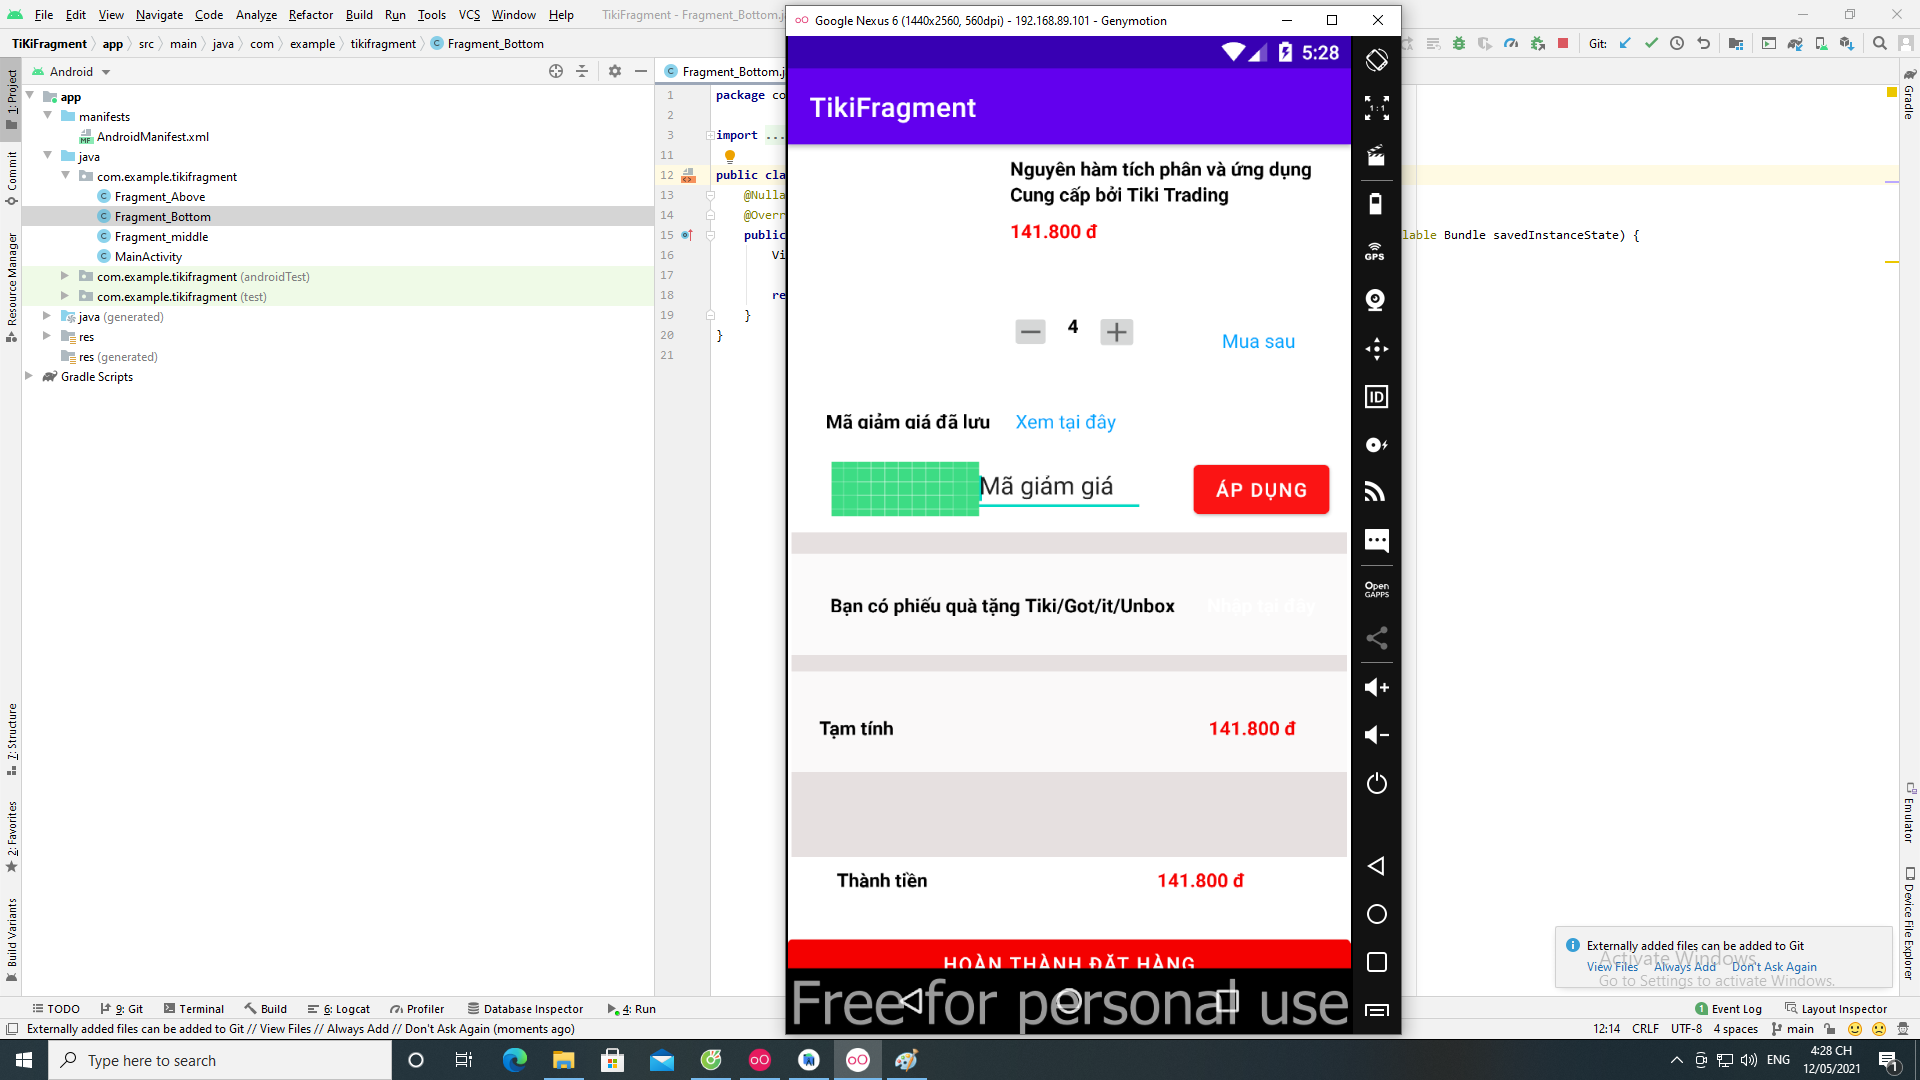 File Edit View Navigate Code Analyze Refactor Build Run Tools VCS Window Help TikiFragment - Fragment_Bottom.j
Google Nexus 6 (1440x2560, 560dpi) - 192.168.89.101 - Genymotion
TiKiFragment app src main java com example tikifragment Fragment_Bottom
Git:
5:28
1: Project
Commit
Resource Manager
7: Structure
2: Favorites
Build Variants
Android
app
manifests
AndroidManifest.xml
java
com.example.tikifragment
Fragment_Above
Fragment_Bottom
Fragment_middle
MainActivity
com.example.tikifragment (androidTest)
com.example.tikifragment (test)
java (generated)
res
res (generated)
Gradle Scripts
Fragment_Bottom.j
1 package co
2
3 import ...
11
12 public cla
13 @Nulla
14 @Overr
15 public
lable Bundle savedInstanceState) {
16 Vi
17
18 re
19 }
20 }
21
TikiFragment
Nguyên hàm tích phân và ứng dụng
Cung cấp bởi Tiki Trading
141.800 đ
4
Mua sau
Mã giảm giá đã lưu Xem tại đây
Mã giảm giá
ÁP DỤNG
Bạn có phiếu quà tặng Tiki/Got/it/Unbox Nhập tại đây
Tạm tính 141.800 đ
Thành tiền 141.800 đ
HOÀN THÀNH ĐẶT HÀNG
Free for personal use
1:1
GPS
ID
Open
GAPPS
Gradle
Emulator
Device File Explorer
Externally added files can be added to Git
View Files Always Add Don't Ask Again
Activate Windows
Go to Settings to activate Windows.
TODO 9: Git Terminal Build 6: Logcat Profiler Database Inspector 4: Run
1 Event Log Layout Inspector
Externally added files can be added to Git // View Files // Always Add // Don't Ask Again (moments ago)
12:14 CRLF UTF-8 4 spaces main
Type here to search
ENG
4:28 CH
12/05/2021
1